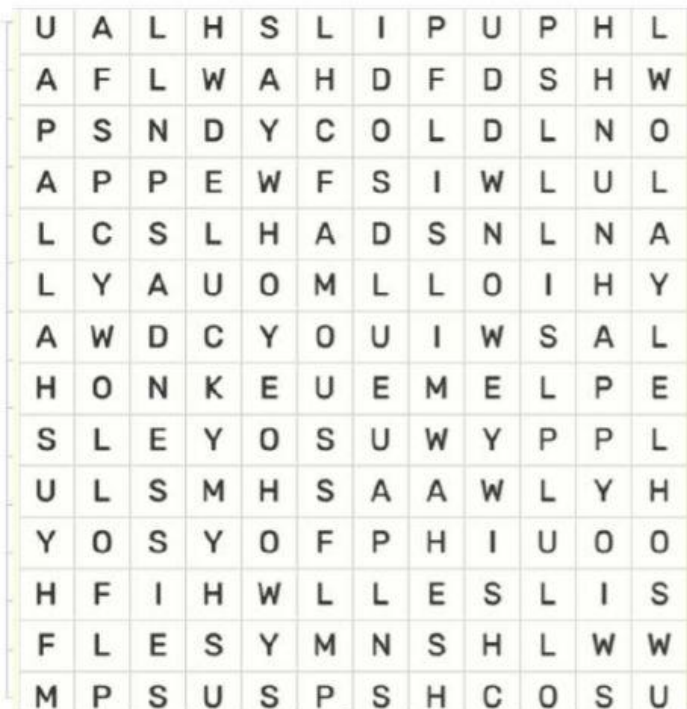 U A L H S L I P U P H L
A F L W A H D F D S H W
P S N D Y C O L D L N O
A P P E W F S I W L U L
L C S L H A D S N L N A
L Y A U O M L L O I H Y
A W D C Y O U I W S A L
H O N K E U E M E L P E
S L E Y O S U W Y P P L
U L S M H S A A W L Y H
Y O S Y O F P H I U O O
H F I H W L L E S L I S
F L E S Y M N S H L W W
M P S U S P S H C O S U